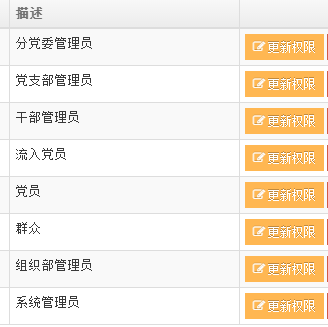 描述
分党委管理员 更新权限
党支部管理员 更新权限
干部管理员 更新权限
流入党员 更新权限
党员 更新权限
群众 更新权限
组织部管理员 更新权限
系统管理员 更新权限